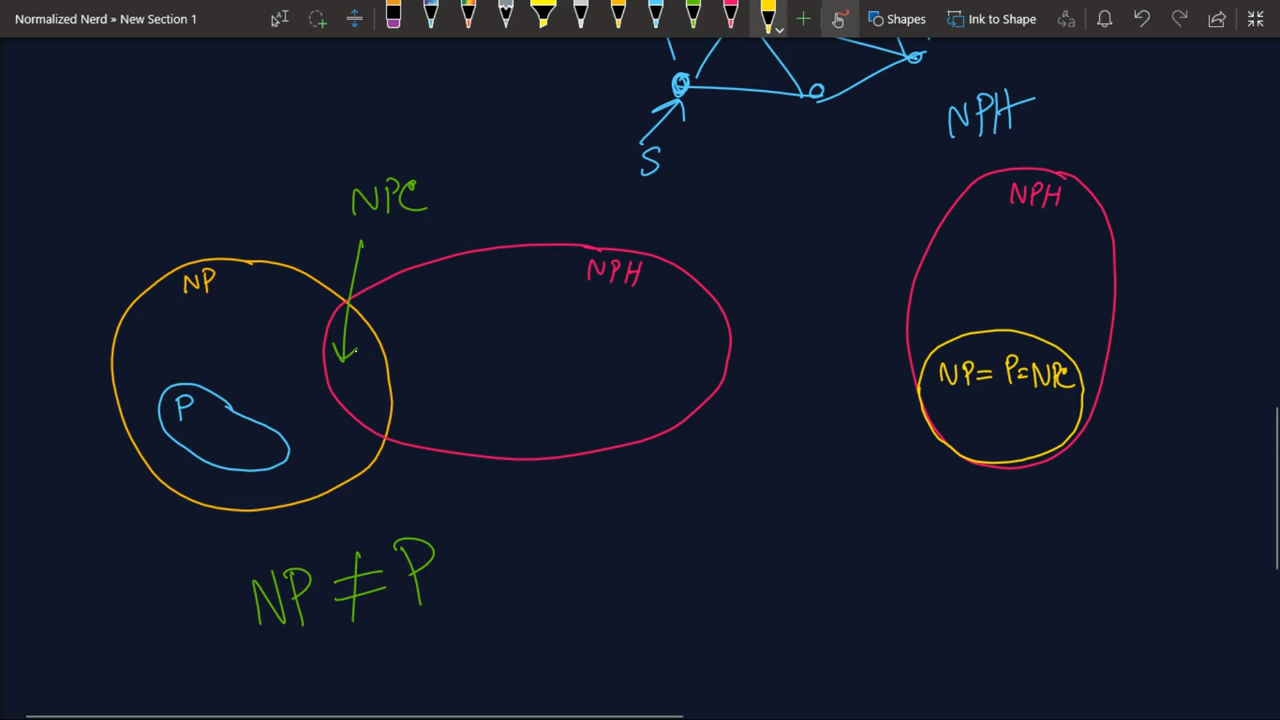 Normalized Nerd » New Section 1
Shapes
Ink to Shape
NPH
S
NPC
NPH
NP
NPH
P
NP= P=NPC
NP ≠ P